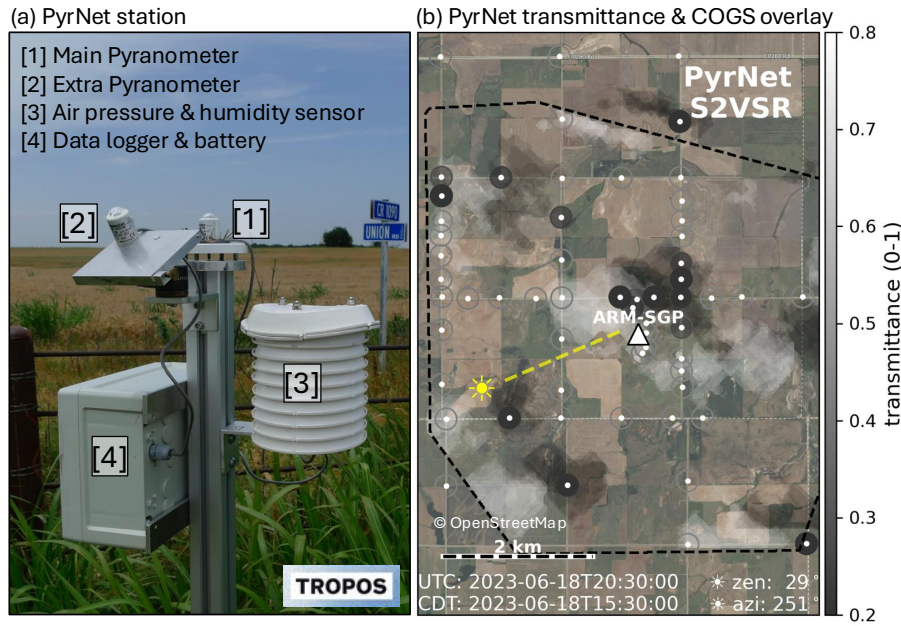 (a) PyrNet station
[1] Main Pyranometer
[2] Extra Pyranometer
[3] Air pressure & humidity sensor
[4] Data logger & battery
[2]
[1]
CR 1090
UNION RD
[3]
[4]
TROPOS
(b) PyrNet transmittance & COGS overlay
PyrNet
S2VSR
ARM-SGP
© OpenStreetMap
2 km
UTC: 2023-06-18T20:30:00
CDT: 2023-06-18T15:30:00
zen: 29°
azi: 251°
0.8
0.7
0.6
0.5
0.4
0.3
0.2
transmittance (0-1)